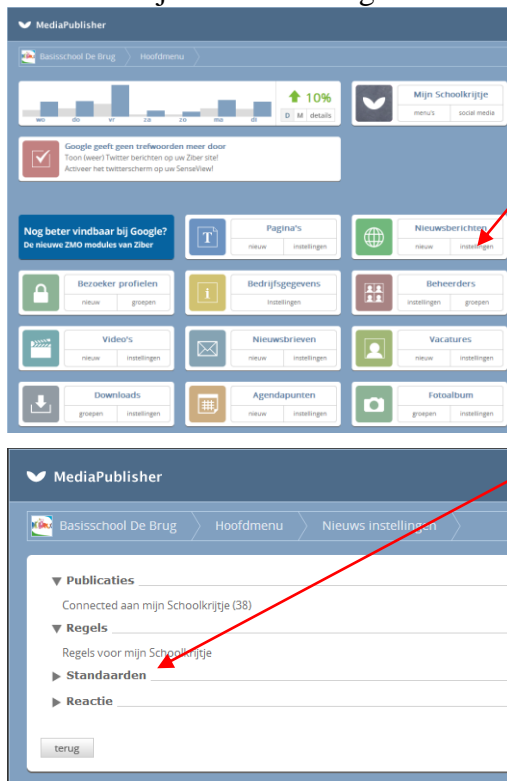 MediaPublisher
Basisschool De Brug Hoofdmenu
10%
wo do vr za zo ma di
D M details
Mijn Schoolkrijtje
menu's social media
Google geeft geen trefwoorden meer door
Toon (weer) Twitter berichten op uw Ziber site!
Activeer het twitterscherm op uw SenseView!
Nog beter vindbaar bij Google?
De nieuwe ZMO modules van Ziber
Pagina's
nieuw instellingen
Nieuwsberichten
nieuw instellingen
Bezoeker profielen
nieuw groepen
Bedrijfsgegevens
instellingen
Beheerders
instellingen groepen
Video's
nieuw instellingen
Nieuwsbrieven
nieuw instellingen
Vacatures
nieuw instellingen
Downloads
groepen instellingen
Agendapunten
nieuw instellingen
Fotoalbum
groepen instellingen
MediaPublisher
Basisschool De Brug Hoofdmenu Nieuws instellingen
Publicaties
Connected aan mijn Schoolkrijtje (38)
Regels
Regels voor mijn Schoolkrijtje
Standaarden
Reactie
terug